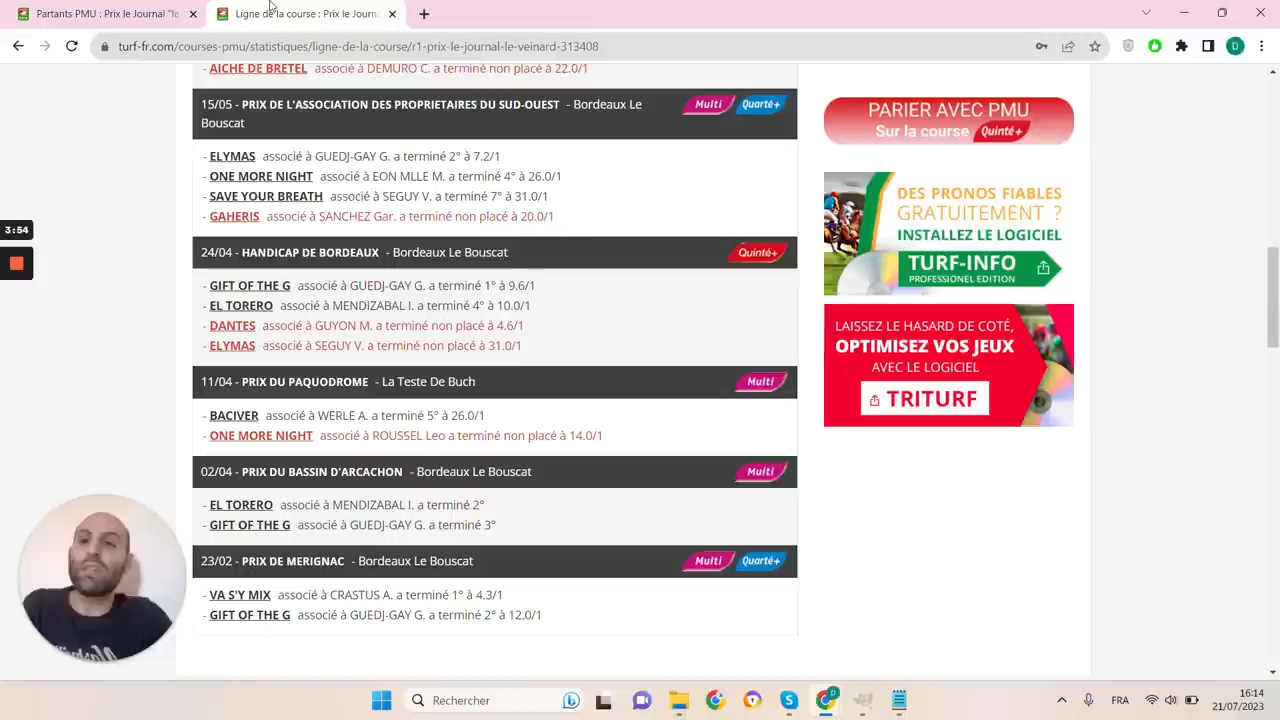 Partants PMU du Journal "le
Ligne de la course : Prix le Journ
turf-fr.com/courses-pmu/statistiques/ligne-de-la-course/r1-prix-le-journal-le-veinard-313408
D
- AICHE DE BRETEL associé à DEMURO C. a terminé non placé à 22.0/1
15/05 - PRIX DE L'ASSOCIATION DES PROPRIETAIRES DU SUD-OUEST - Bordeaux Le
Bouscat
Multi Quarté+
- ELYMAS associé à GUEDJ-GAY G. a terminé 2° à 7.2/1
- ONE MORE NIGHT associé à EON MLLE M. a terminé 4° à 26.0/1
- SAVE YOUR BREATH associé à SEGUY V. a terminé 7° à 31.0/1
- GAHERIS associé à SANCHEZ Gar. a terminé non placé à 20.0/1
24/04 - HANDICAP DE BORDEAUX - Bordeaux Le Bouscat Quinté+
- GIFT OF THE G associé à GUEDJ-GAY G. a terminé 1° à 9.6/1
- EL TORERO associé à MENDIZABAL I. a terminé 4° à 10.0/1
- DANTES associé à GUYON M. a terminé non placé à 4.6/1
- ELYMAS associé à SEGUY V. a terminé non placé à 31.0/1
11/04 - PRIX DU PAQUODROME - La Teste De Buch Multi
- BACIVER associé à WERLE A. a terminé 5° à 26.0/1
- ONE MORE NIGHT associé à ROUSSEL Leo a terminé non placé à 14.0/1
02/04 - PRIX DU BASSIN D'ARCACHON - Bordeaux Le Bouscat Multi
- EL TORERO associé à MENDIZABAL I. a terminé 2°
- GIFT OF THE G associé à GUEDJ-GAY G. a terminé 3°
23/02 - PRIX DE MERIGNAC - Bordeaux Le Bouscat Multi Quarté+
- VA S'Y MIX associé à CRASTUS A. a terminé 1° à 4.3/1
- GIFT OF THE G associé à GUEDJ-GAY G. a terminé 2° à 12.0/1
PARIER AVEC PMU
Sur la course Quinté+
DES PRONOS FIABLES
GRATUITEMENT ?
INSTALLEZ LE LOGICIEL
TURF-INFO
PROFESSIONEL EDITION
LAISSEZ LE HASARD DE COTÉ,
OPTIMISEZ VOS JEUX
AVEC LE LOGICIEL
TRITURF
3:54
Rechercher
FRA
16:14
21/07/2023